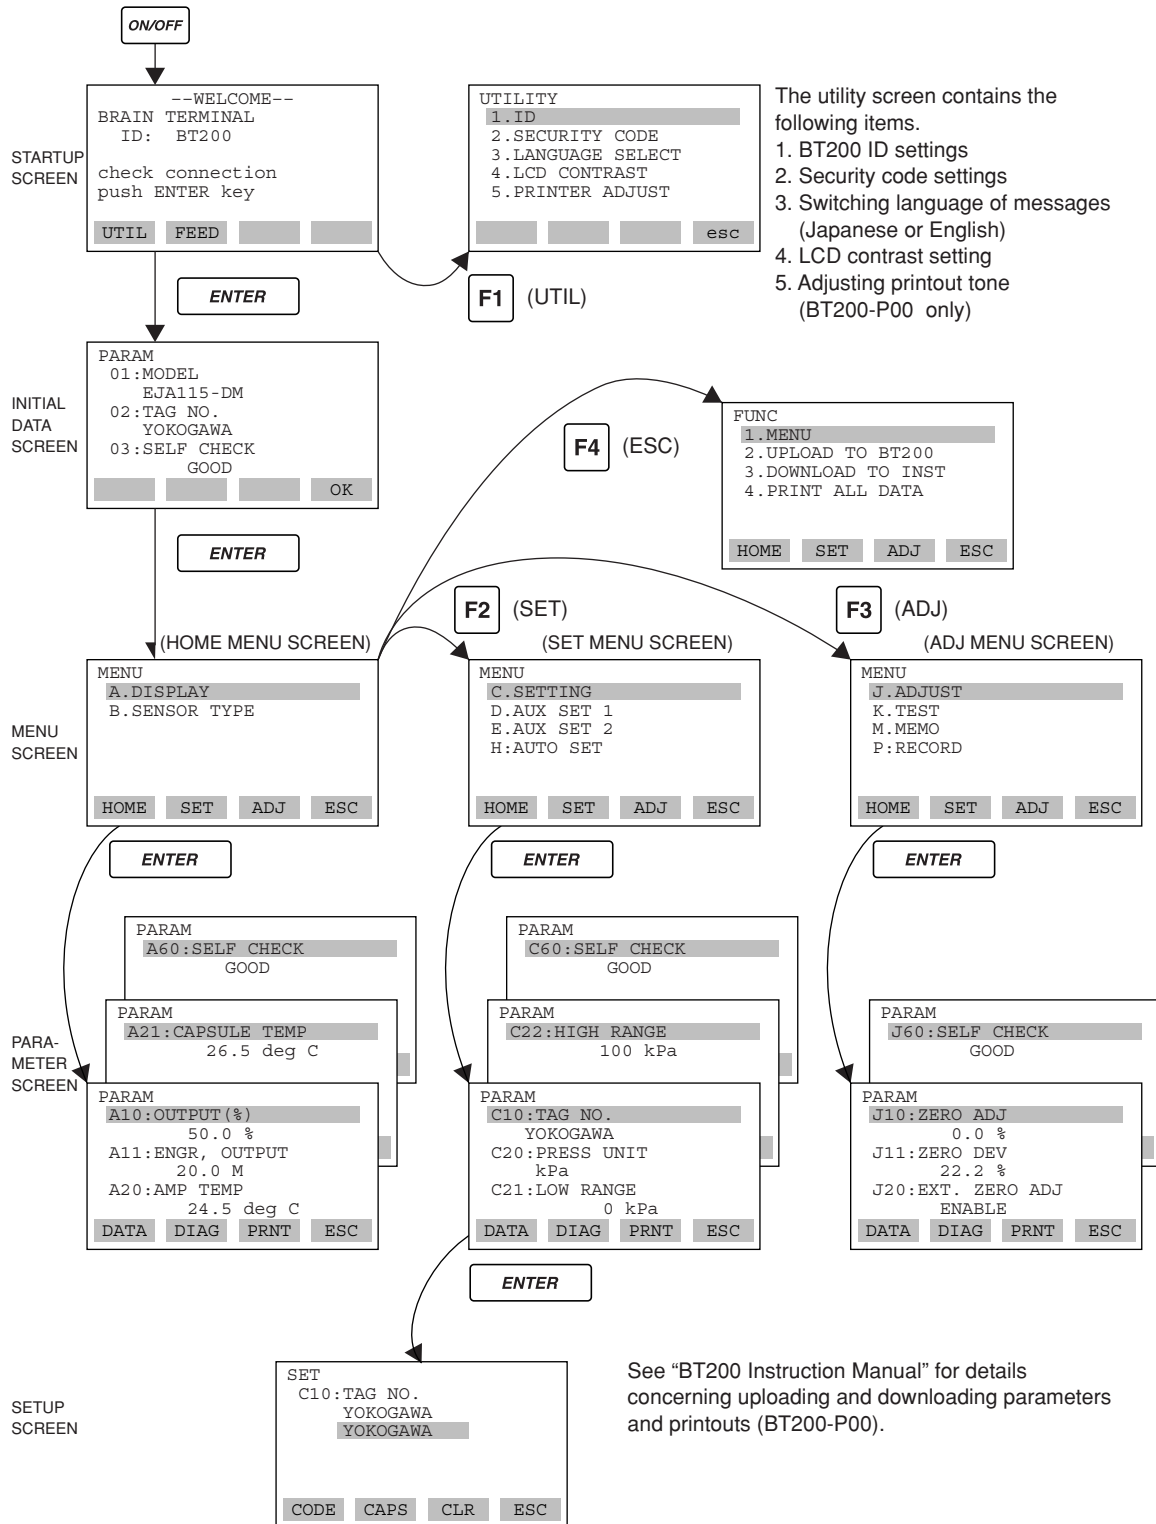 ON/OFF
STARTUP
SCREEN
--WELCOME--
BRAIN TERMINAL
ID: BT200
check connection
push ENTER key
UTIL FEED
UTILITY
1.ID
2.SECURITY CODE
3.LANGUAGE SELECT
4.LCD CONTRAST
5.PRINTER ADJUST
esc
The utility screen contains the
following items.
1. BT200 ID settings
2. Security code settings
3. Switching language of messages
(Japanese or English)
4. LCD contrast setting
5. Adjusting printout tone
(BT200-P00 only)
ENTER
F1 (UTIL)
INITIAL
DATA
SCREEN
PARAM
01:MODEL
EJA115-DM
02:TAG NO.
YOKOGAWA
03:SELF CHECK
GOOD
OK
F4 (ESC)
FUNC
1.MENU
2.UPLOAD TO BT200
3.DOWNLOAD TO INST
4.PRINT ALL DATA
HOME SET ADJ ESC
ENTER
F2 (SET)
F3 (ADJ)
(HOME MENU SCREEN)
(SET MENU SCREEN)
(ADJ MENU SCREEN)
MENU
SCREEN
MENU
A.DISPLAY
B.SENSOR TYPE
HOME SET ADJ ESC
MENU
C.SETTING
D.AUX SET 1
E.AUX SET 2
H:AUTO SET
HOME SET ADJ ESC
MENU
J.ADJUST
K.TEST
M.MEMO
P:RECORD
HOME SET ADJ ESC
ENTER
ENTER
ENTER
PARA-
METER
SCREEN
PARAM
A60:SELF CHECK
GOOD
PARAM
A21:CAPSULE TEMP
26.5 deg C
PARAM
A10:OUTPUT(%)
50.0 %
A11:ENGR, OUTPUT
20.0 M
A20:AMP TEMP
24.5 deg C
DATA DIAG PRNT ESC
PARAM
C60:SELF CHECK
GOOD
PARAM
C22:HIGH RANGE
100 kPa
PARAM
C10:TAG NO.
YOKOGAWA
C20:PRESS UNIT
kPa
C21:LOW RANGE
0 kPa
DATA DIAG PRNT ESC
PARAM
J60:SELF CHECK
GOOD
PARAM
J10:ZERO ADJ
0.0 %
J11:ZERO DEV
22.2 %
J20:EXT. ZERO ADJ
ENABLE
DATA DIAG PRNT ESC
ENTER
SETUP
SCREEN
SET
C10:TAG NO.
YOKOGAWA
YOKOGAWA
CODE CAPS CLR ESC
See “BT200 Instruction Manual” for details
concerning uploading and downloading parameters
and printouts (BT200-P00).